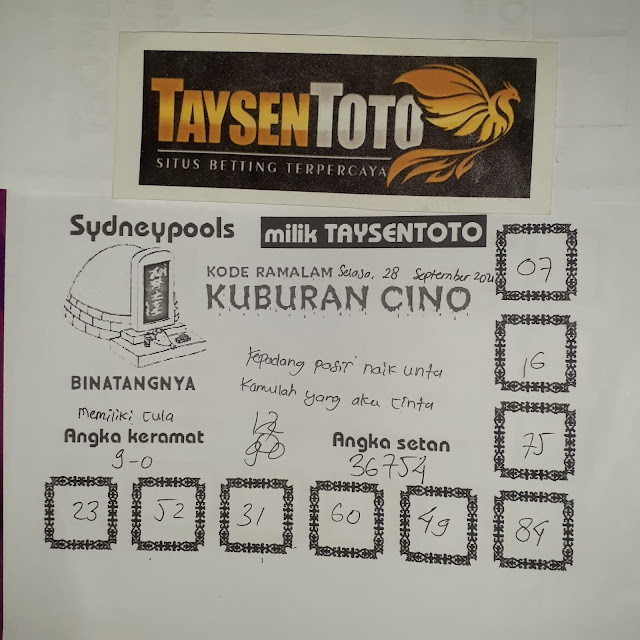 TAYSENTOTO
SITUS BETTING TERPERCAYA
Sydneypools
milik TAYSENTOTO
07
KODE RAMALAM Selasa, 28 September
KUBURAN CINO
16
BINATANGNYA
Memiliki cula
kepadang pasir naik unta
Kamulah yang aku cinta
12
Angka keramat
9-0
Angka setan
36754
75
23
52
31
60
49
84